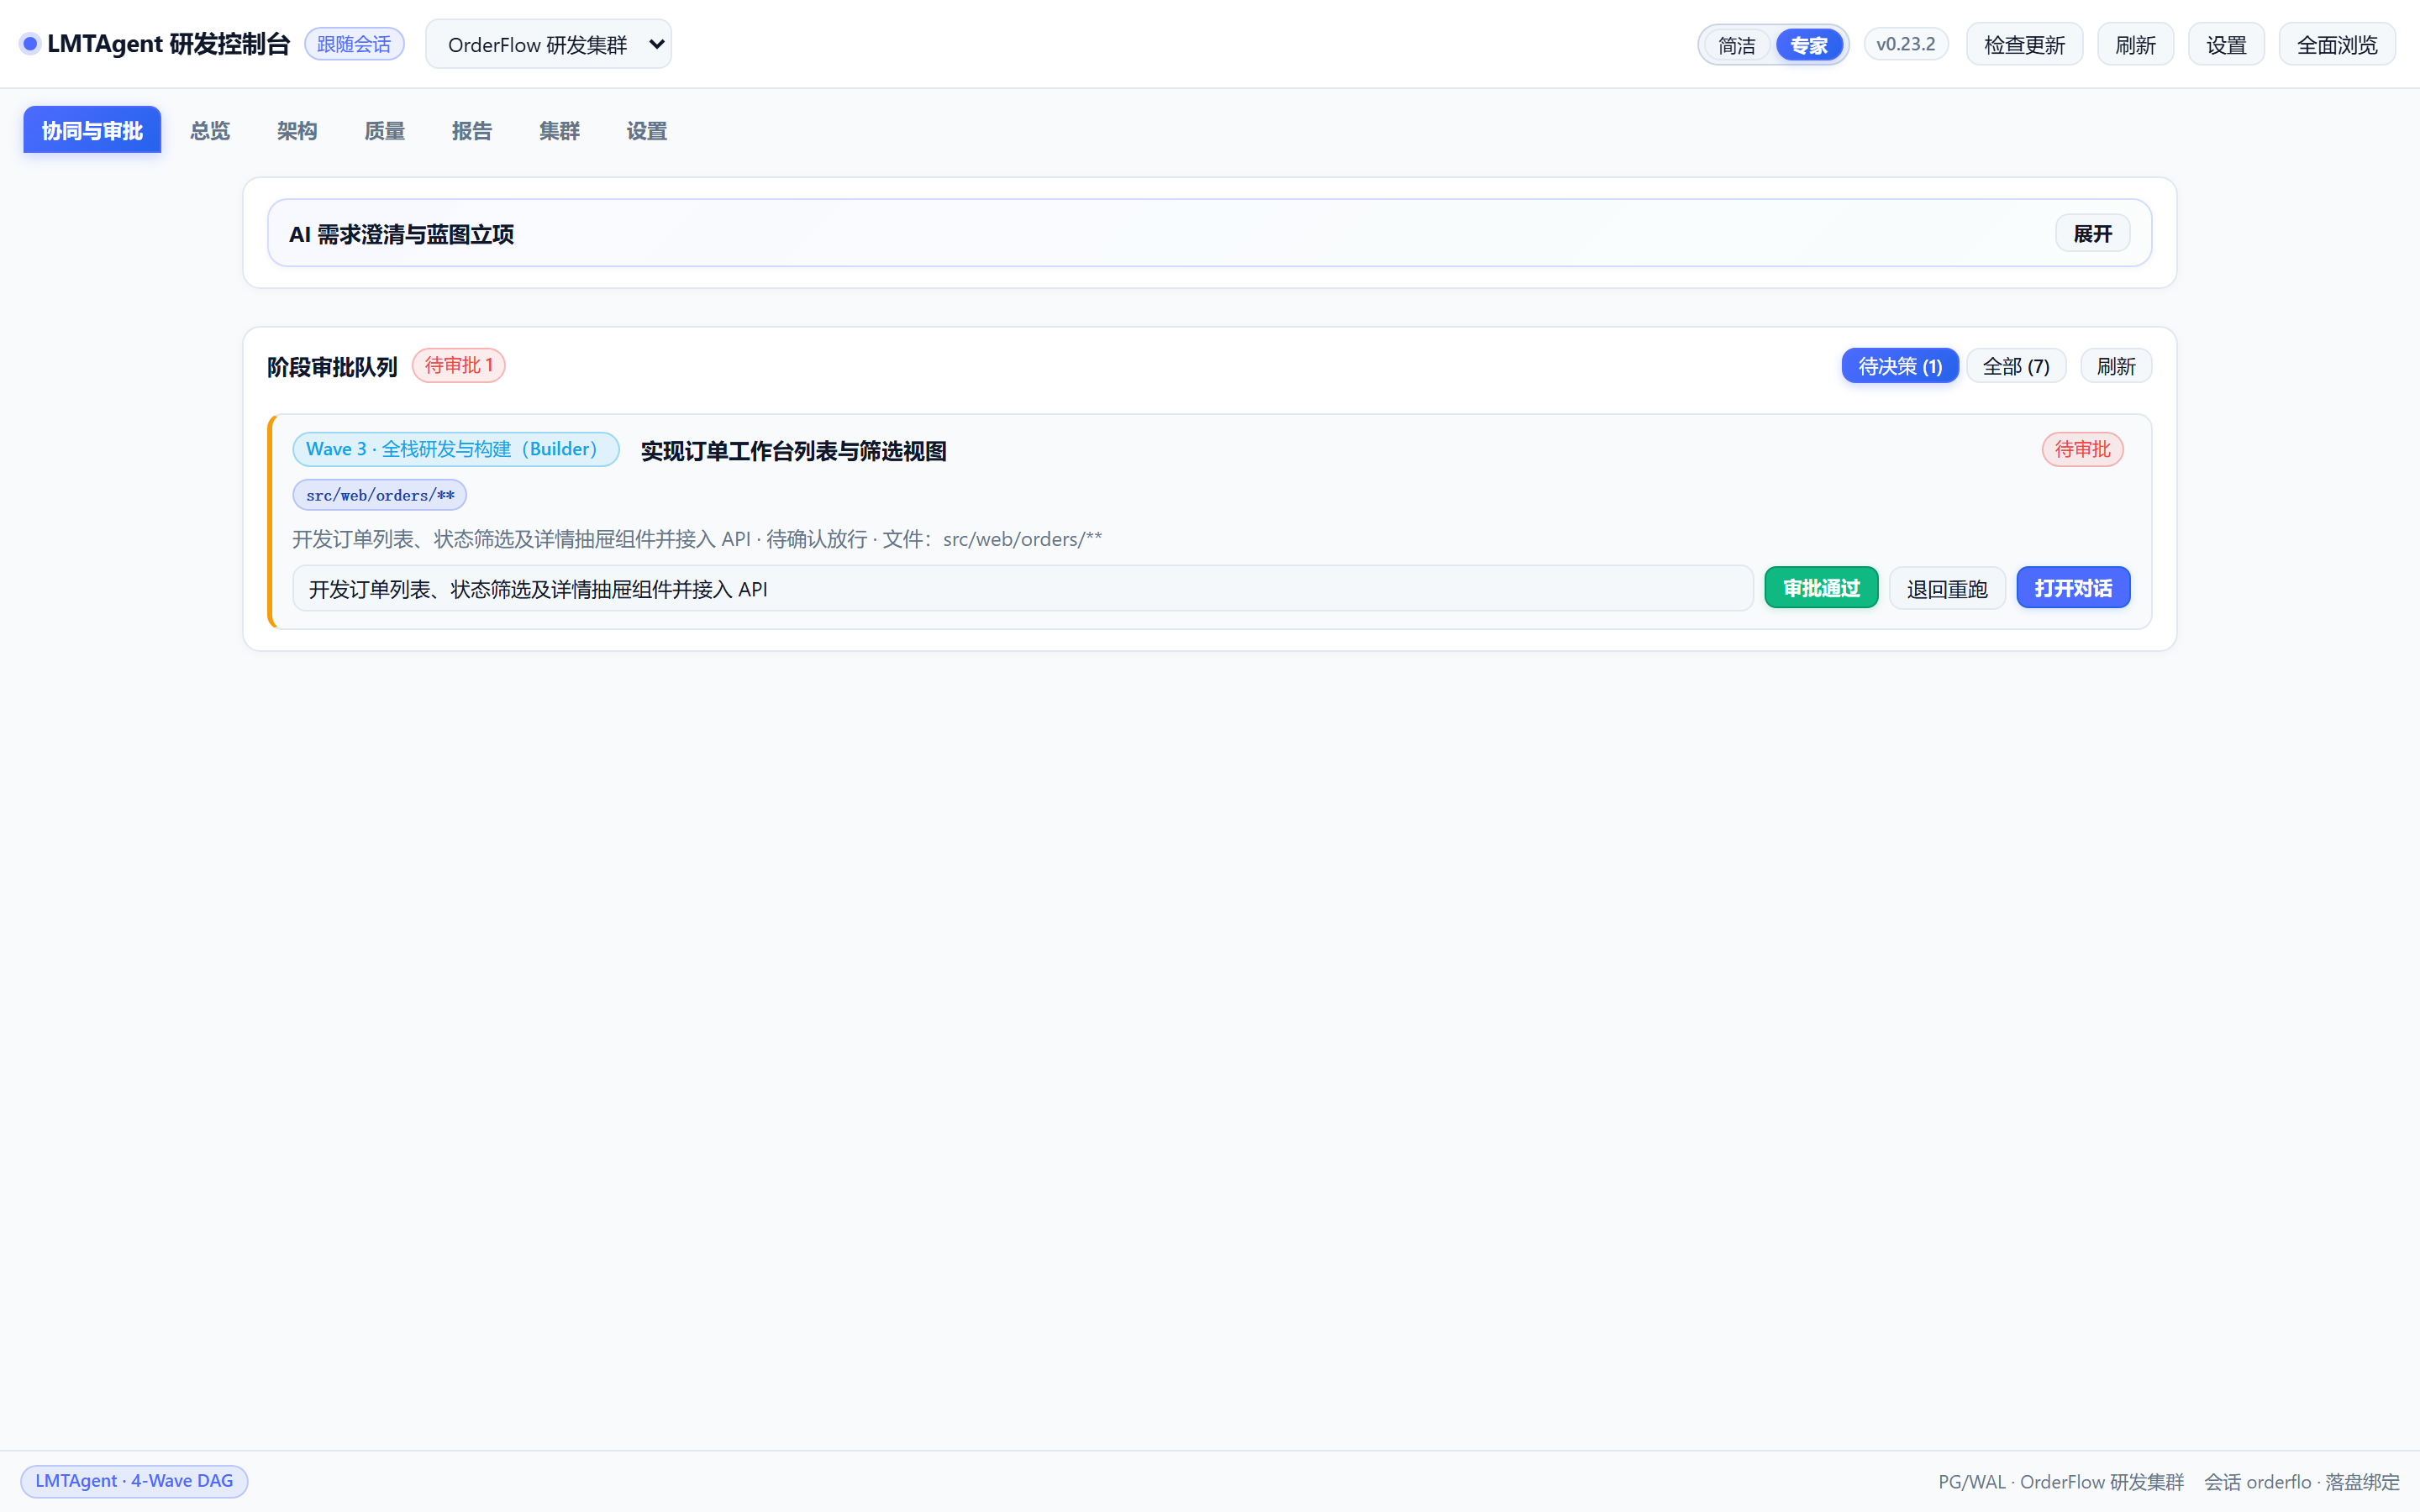 LMTAgent 研发控制台 跟随会话 OrderFlow 研发集群 简洁 专家 v0.23.2 检查更新 刷新 设置 全面浏览
协同与审批 总览 架构 质量 报告 集群 设置
AI 需求澄清与蓝图立项 展开
阶段审批队列 待审批 1 待决策 (1) 全部 (7) 刷新
Wave 3 · 全栈研发与构建（Builder） 实现订单工作台列表与筛选视图 待审批
src/web/orders/**
开发订单列表、状态筛选及详情抽屉组件并接入 API · 待确认放行 · 文件：src/web/orders/**
开发订单列表、状态筛选及详情抽屉组件并接入 API 审批通过 退回重跑 打开对话
LMTAgent · 4-Wave DAG PG/WAL · OrderFlow 研发集群 会话 orderflo · 落盘绑定